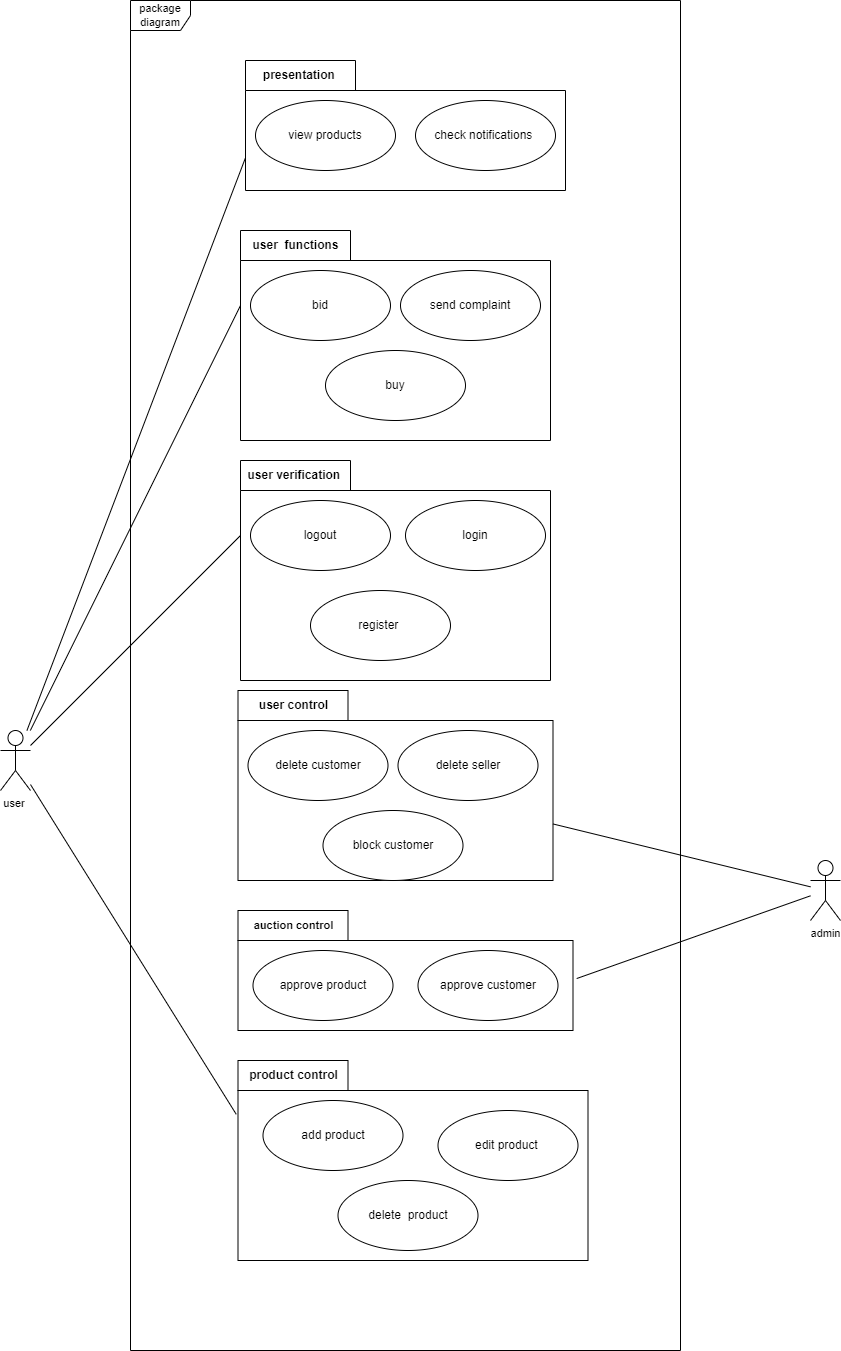 package
diagram
presentation
view products
check notifications
user  functions
bid
send complaint
buy
user verification
logout
login
register
user control
delete customer
delete seller
block customer
user
admin
auction control
approve product
approve customer
product control
add product
edit product
delete  product